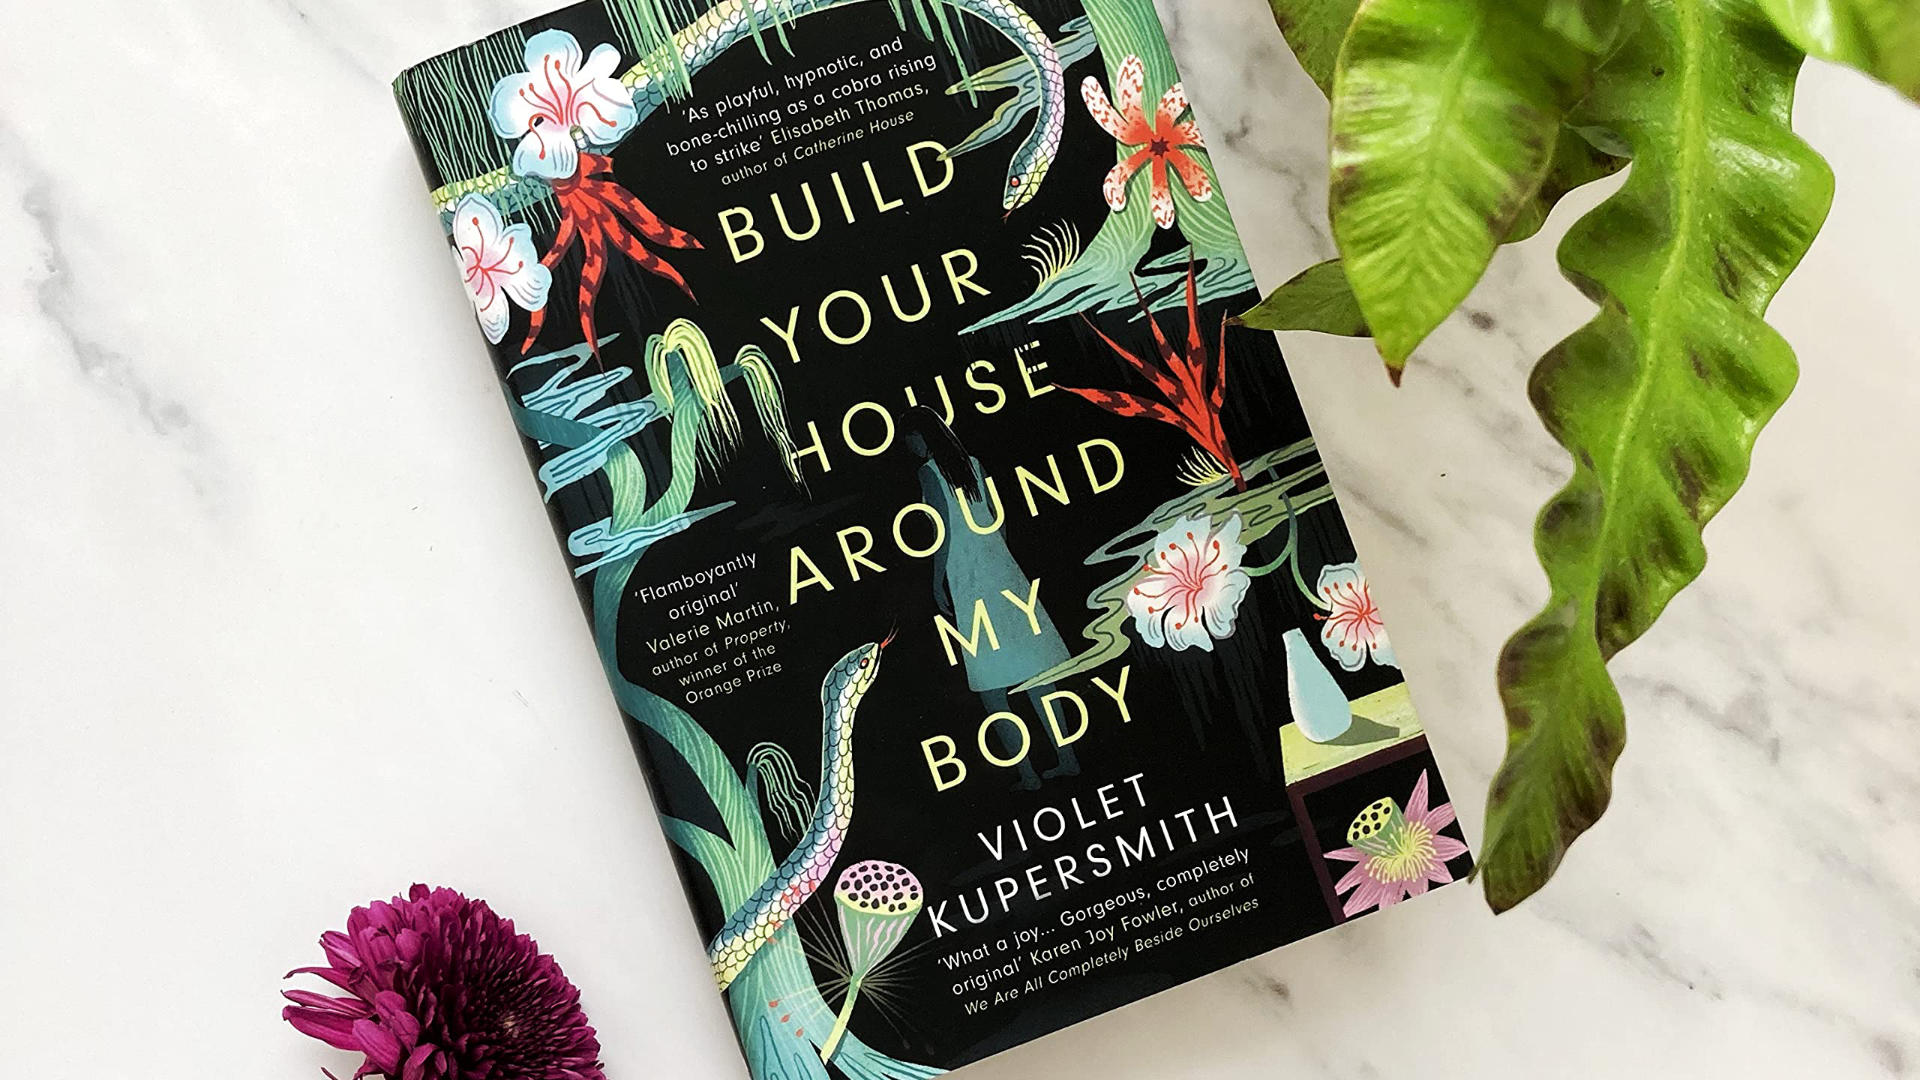 'As playful, hypnotic, and
bone-chilling as a cobra rising
to strike' Elisabeth Thomas,
author of Catherine House
BUILD
YOUR
HOUSE
AROUND
MY
BODY
'Flamboyantly
original'
Valerie Martin,
author of Property,
winner of the
Orange Prize
VIOLET
KUPERSMITH
'What a joy... Gorgeous, completely
original' Karen Joy Fowler, author of
We Are All Completely Beside Ourselves